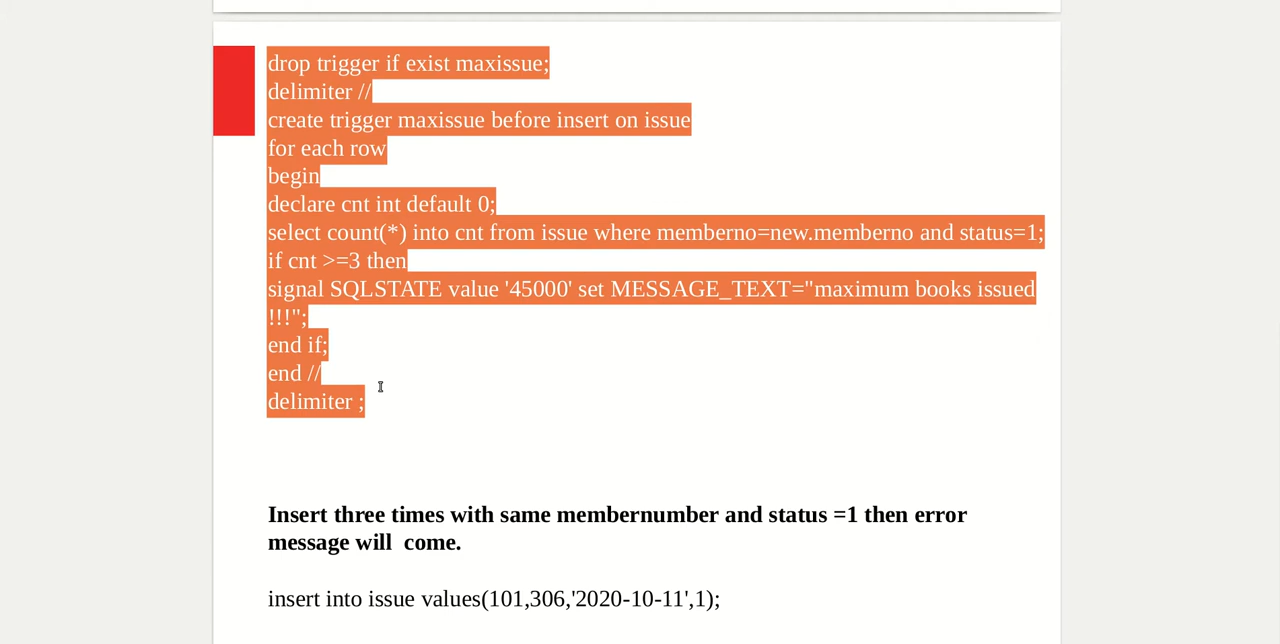 drop trigger if exist maxissue;
delimiter //
create trigger maxissue before insert on issue
for each row
begin
declare cnt int default 0;
select count(*) into cnt from issue where memberno=new.memberno and status=1;
if cnt >=3 then
signal SQLSTATE value '45000' set MESSAGE_TEXT="maximum books issued
!!!";
end if;
end //
delimiter ;
Insert three times with same membernumber and status =1 then error
message will  come.
insert into issue values(101,306,'2020-10-11',1);